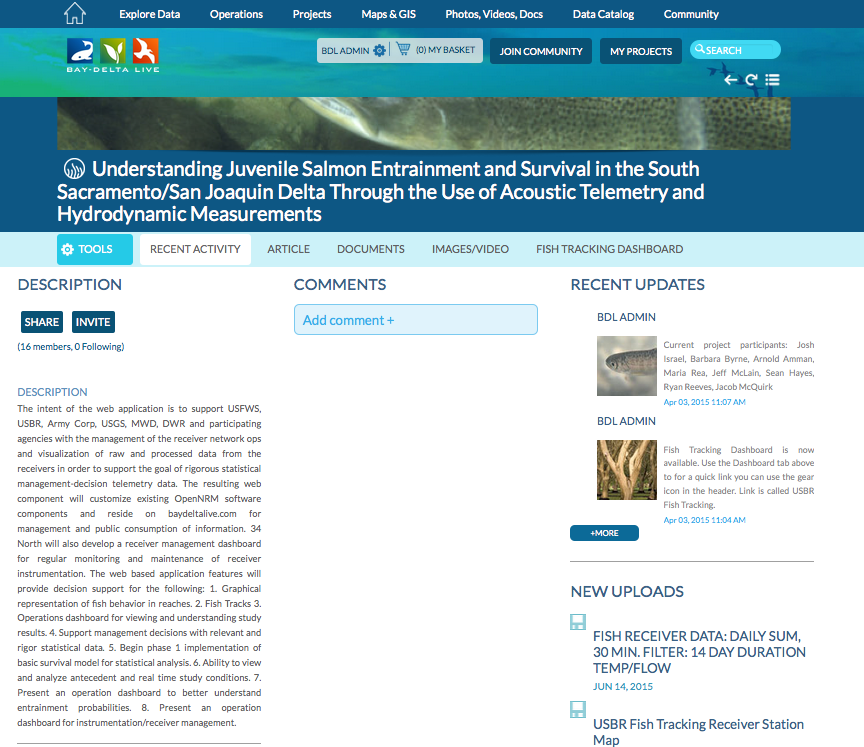 Explore Data Operations Projects Maps & GIS Photos, Videos, Docs Data Catalog Community
BAY-DELTA LIVE
BDL ADMIN (0) MY BASKET JOIN COMMUNITY MY PROJECTS SEARCH
Understanding Juvenile Salmon Entrainment and Survival in the South
Sacramento/San Joaquin Delta Through the Use of Acoustic Telemetry and
Hydrodynamic Measurements
TOOLS RECENT ACTIVITY ARTICLE DOCUMENTS IMAGES/VIDEO FISH TRACKING DASHBOARD
DESCRIPTION
SHARE INVITE
(16 members, 0 Following)
DESCRIPTION
The intent of the web application is to support USFWS,
USBR, Army Corp, USGS, MWD, DWR and participating
agencies with the management of the receiver network ops
and visualization of raw and processed data from the
receivers in order to support the goal of rigorous statistical
management-decision telemetry data. The resulting web
component will customize existing OpenNRM software
components and reside on baydeltalive.com for
management and public consumption of information. 34
North will also develop a receiver management dashboard
for regular monitoring and maintenance of receiver
instrumentation. The web based application features will
provide decision support for the following: 1. Graphical
representation of fish behavior in reaches. 2. Fish Tracks 3.
Operations dashboard for viewing and understanding study
results. 4. Support management decisions with relevant and
rigor statistical data. 5. Begin phase 1 implementation of
basic survival model for statistical analysis. 6. Ability to view
and analyze antecedent and real time study conditions. 7.
Present an operation dashboard to better understand
entrainment probabilities. 8. Present an operation
dashboard for instrumentation/receiver management.
COMMENTS
Add comment +
RECENT UPDATES
BDL ADMIN
Current project participants: Josh
Israel, Barbara Byrne, Arnold Amman,
Maria Rea, Jeff McLain, Sean Hayes,
Ryan Reeves, Jacob McQuirk
Apr 03, 2015 11:07 AM
BDL ADMIN
Fish Tracking Dashboard is now
available. Use the Dashboard tab above
to for a quick link you can use the gear
icon in the header. Link is called USBR
Fish Tracking.
Apr 03, 2015 11:04 AM
+MORE
NEW UPLOADS
FISH RECEIVER DATA: DAILY SUM,
30 MIN. FILTER: 14 DAY DURATION
TEMP/FLOW
JUN 14, 2015
USBR Fish Tracking Receiver Station
Map